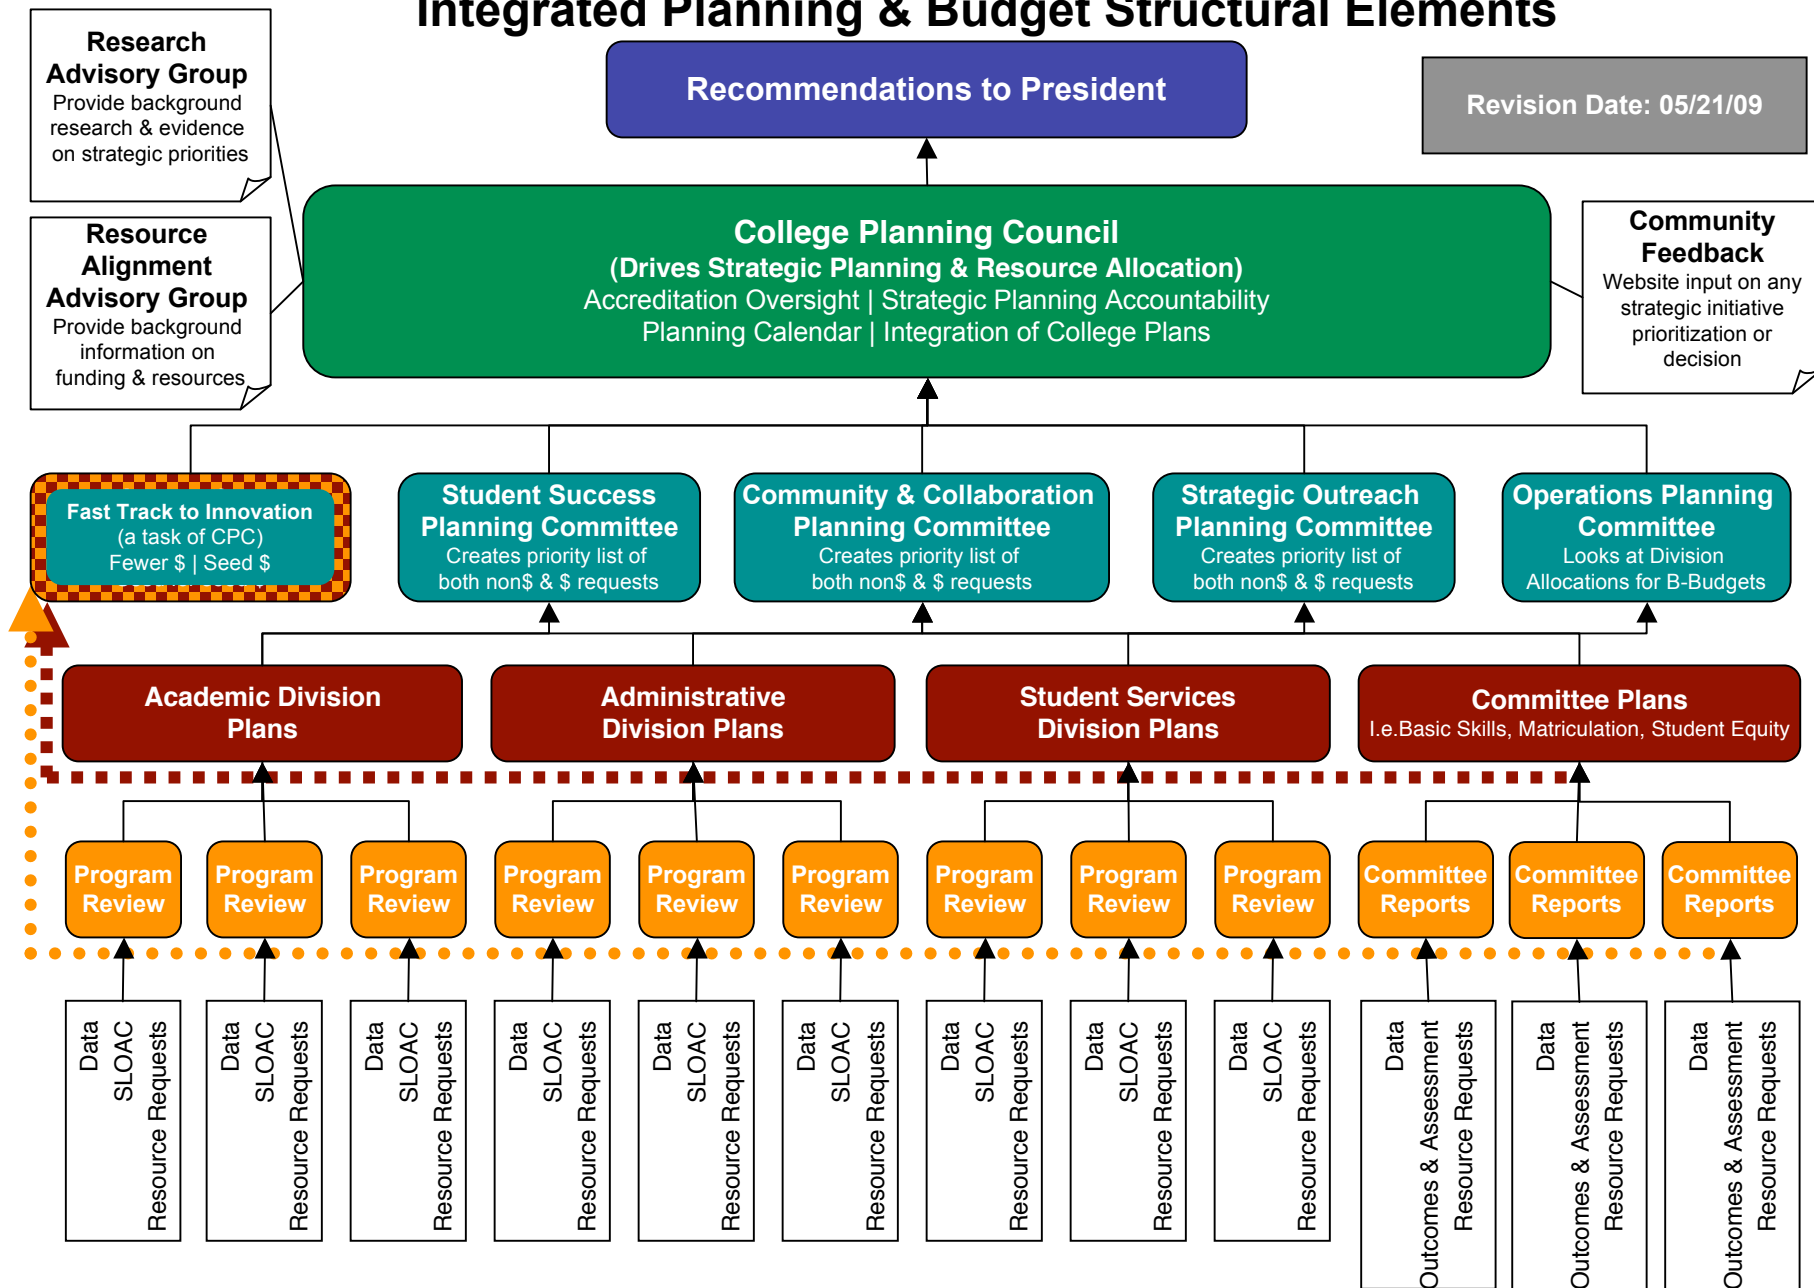 Integrated Planning & Budget Structural Elements
Research
Advisory Group
Provide background
research & evidence
on strategic priorities
Recommendations to President
Revision Date: 05/21/09
Resource
Alignment
Advisory Group
Provide background
information on
funding & resources
College Planning Council
(Drives Strategic Planning & Resource Allocation)
Accreditation Oversight | Strategic Planning Accountability
Planning Calendar | Integration of College Plans
Community
Feedback
Website input on any
strategic initiative
prioritization or
decision
Fast Track to Innovation
(a task of CPC)
Fewer $ | Seed $
Student Success
Planning Committee
Creates priority list of
both non$ & $ requests
Community & Collaboration
Planning Committee
Creates priority list of
both non$ & $ requests
Strategic Outreach
Planning Committee
Creates priority list of
both non$ & $ requests
Operations Planning
Committee
Looks at Division
Allocations for B-Budgets
Academic Division
Plans
Administrative
Division Plans
Student Services
Division Plans
Committee Plans
I.e.Basic Skills, Matriculation, Student Equity
Program
Review
Program
Review
Program
Review
Program
Review
Program
Review
Program
Review
Program
Review
Program
Review
Program
Review
Committee
Reports
Committee
Reports
Committee
Reports
Data
SLOAC
Resource Requests
Data
SLOAC
Resource Requests
Data
SLOAC
Resource Requests
Data
SLOAC
Resource Requests
Data
SLOAC
Resource Requests
Data
SLOAC
Resource Requests
Data
SLOAC
Resource Requests
Data
SLOAC
Resource Requests
Data
SLOAC
Resource Requests
Data
Outcomes & Assessment
Resource Requests
Data
Outcomes & Assessment
Resource Requests
Data
Outcomes & Assessment
Resource Requests